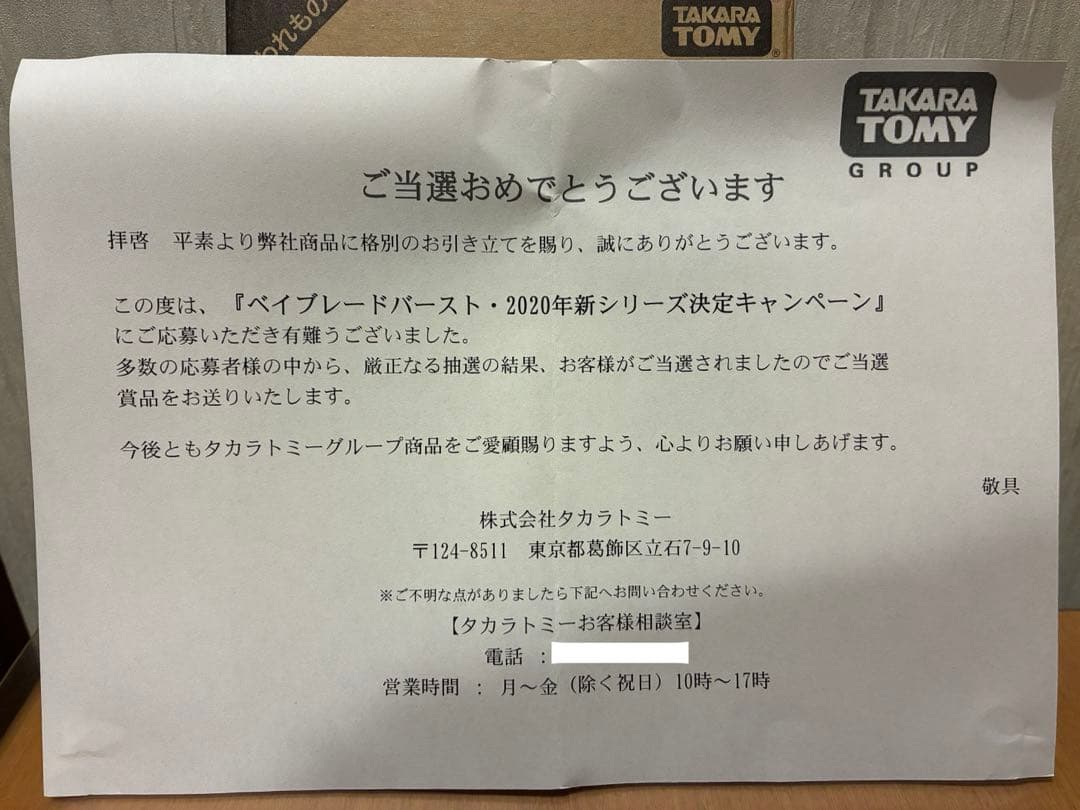 われもの
TAKARA
TOMY
TAKARA
TOMY
GROUP
ご当選おめでとうございます
拝啓　平素より弊社商品に格別のお引き立てを賜り、誠にありがとうございます。
この度は、『ベイブレードバースト・2020年新シリーズ決定キャンペーン』
にご応募いただき有難うございました。
多数の応募者様の中から、厳正なる抽選の結果、お客様がご当選されましたのでご当選
賞品をお送りいたします。
今後ともタカラトミーグループ商品をご愛顧賜りますよう、心よりお願い申しあげます。
敬具
株式会社タカラトミー
〒124-8511　東京都葛飾区立石7-9-10
※ご不明な点がありましたら下記へお問い合わせください。
【タカラトミーお客様相談室】
電話　：
営業時間　：　月～金（除く祝日）10時～17時